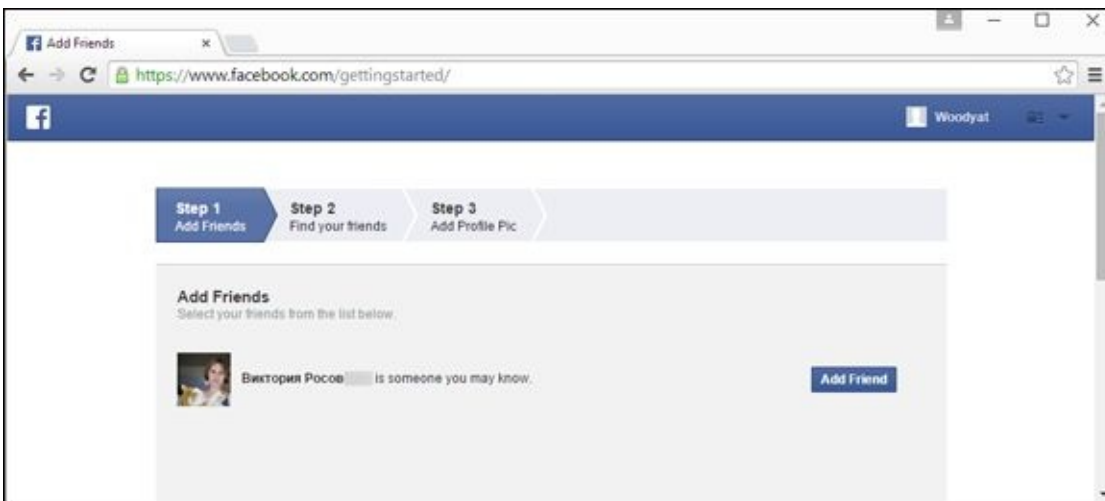 Add Friends
https://www.facebook.com/gettingstarted/
Woodyat
Step 1
Add Friends
Step 2
Find your friends
Step 3
Add Profile Pic
Add Friends
Select your friends from the list below.
Виктория Росов is someone you may know.
Add Friend